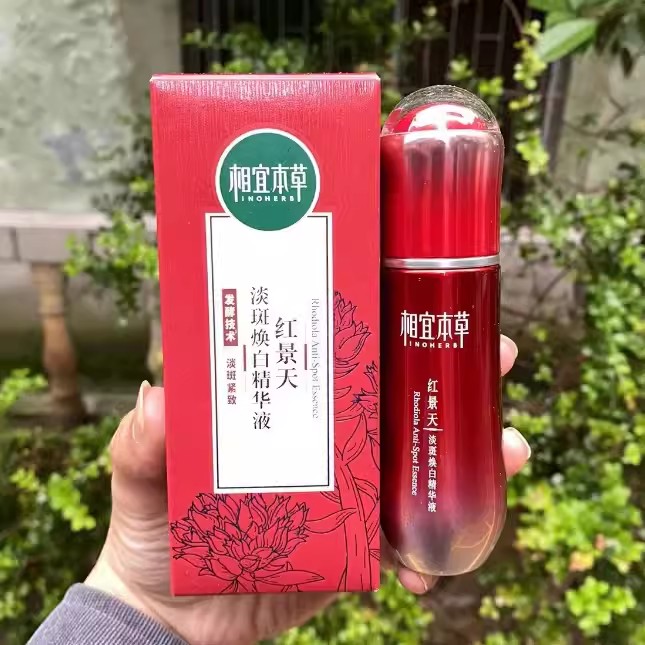 相宜本草
INOHERB
红景天
淡斑焕白精华液
Rhodiola Anti-Spot Essence
发酵技术
淡斑紧致
相宜本草
INOHERB
红景天
淡斑焕白精华液
Rhodiola Anti-Spot Essence